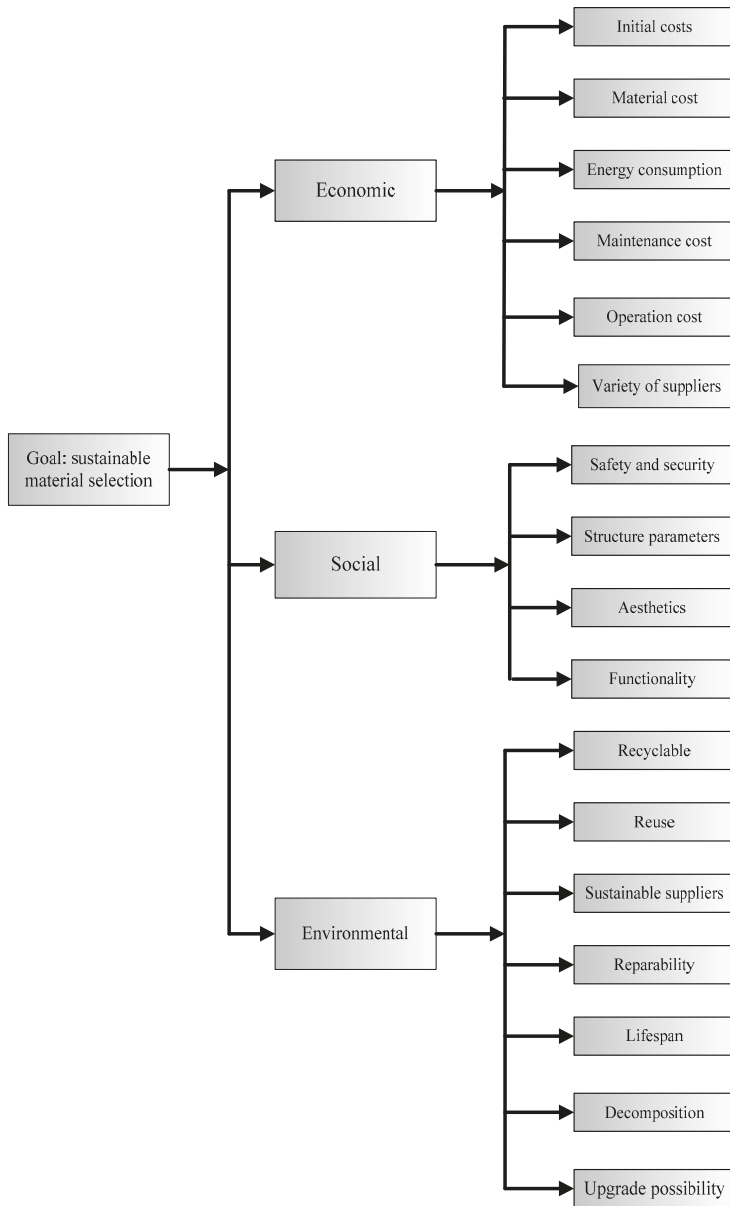 Goal: sustainable
material selection
Economic
Initial costs
Material cost
Energy consumption
Maintenance cost
Operation cost
Variety of suppliers
Social
Safety and security
Structure parameters
Aesthetics
Functionality
Environmental
Recyclable
Reuse
Sustainable suppliers
Reparability
Lifespan
Decomposition
Upgrade possibility